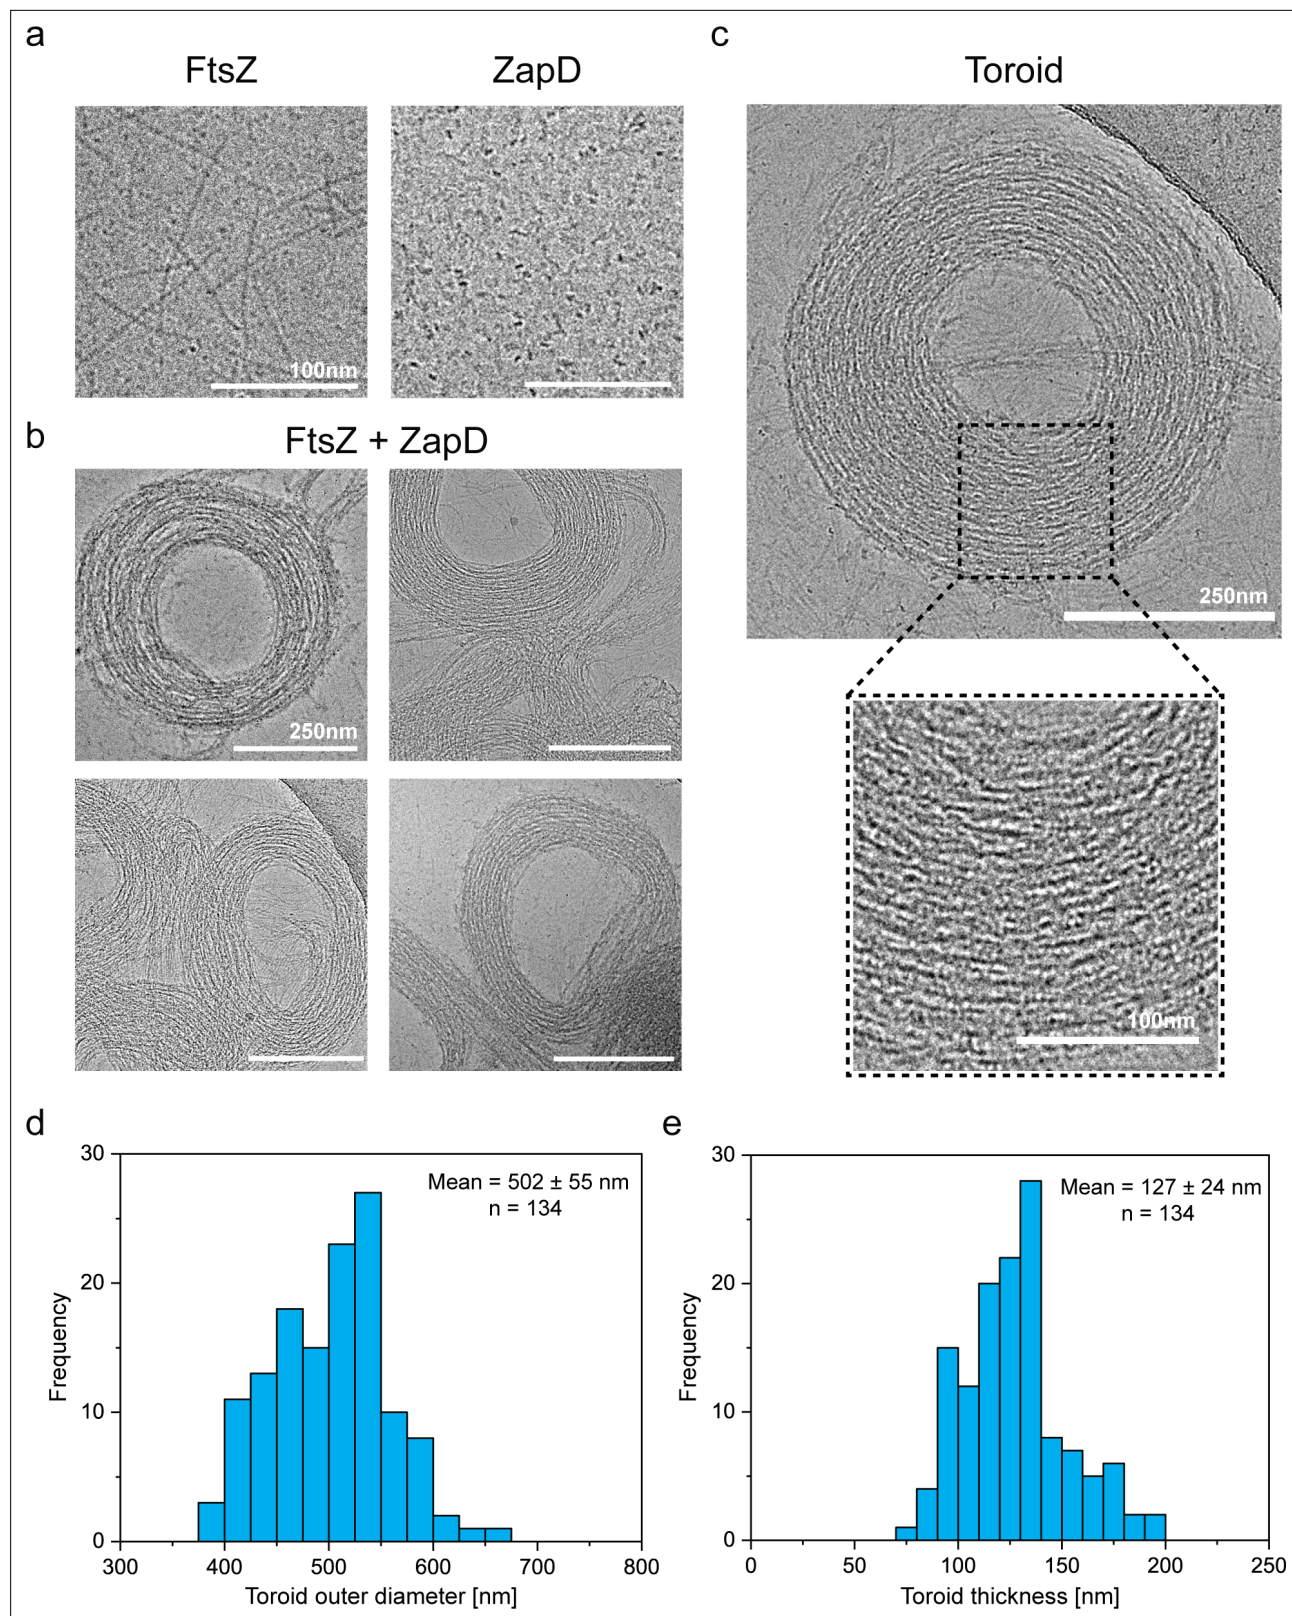 a
FtsZ
ZapD
100nm
b
FtsZ + ZapD
250nm
c
Toroid
250nm
100nm
d
Mean = 502 ± 55 nm
n = 134
Frequency
30
20
10
0
300 400 500 600 700 800
Toroid outer diameter [nm]
e
Mean = 127 ± 24 nm
n = 134
Frequency
30
20
10
0
0 50 100 150 200 250
Toroid thickness [nm]